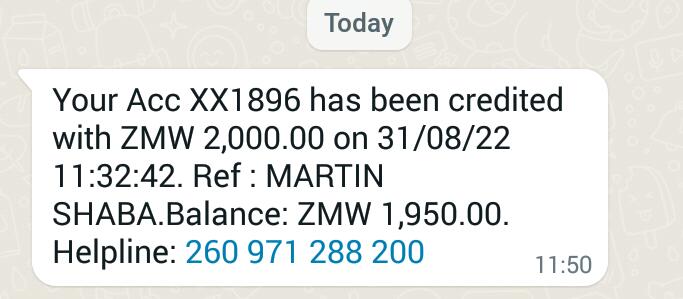 Today
Your Acc XX1896 has been credited
with ZMW 2,000.00 on 31/08/22
11:32:42. Ref : MARTIN
SHABA.Balance: ZMW 1,950.00.
Helpline: 260 971 288 200
11:50